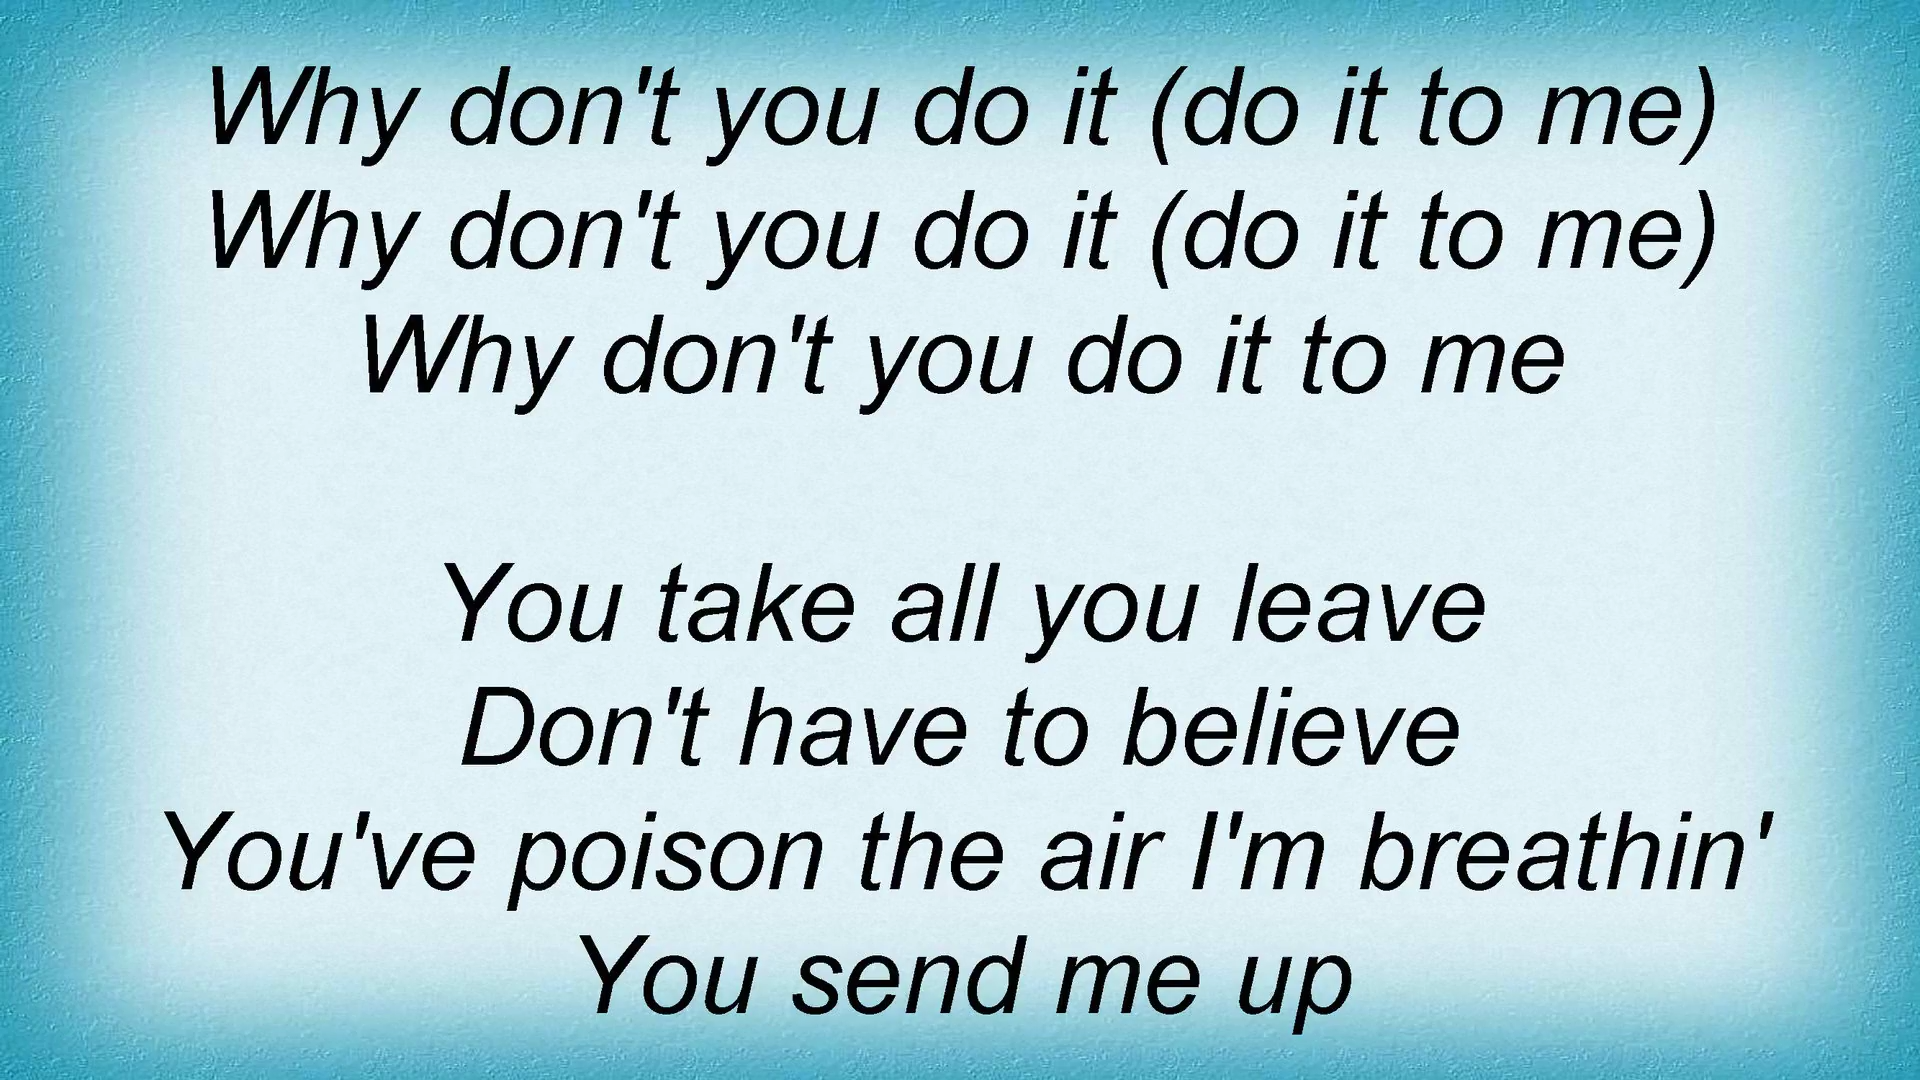 Why don't you do it (do it to me)
Why don't you do it (do it to me)
Why don't you do it to me
You take all you leave
Don't have to believe
You've poison the air I'm breathin'
You send me up